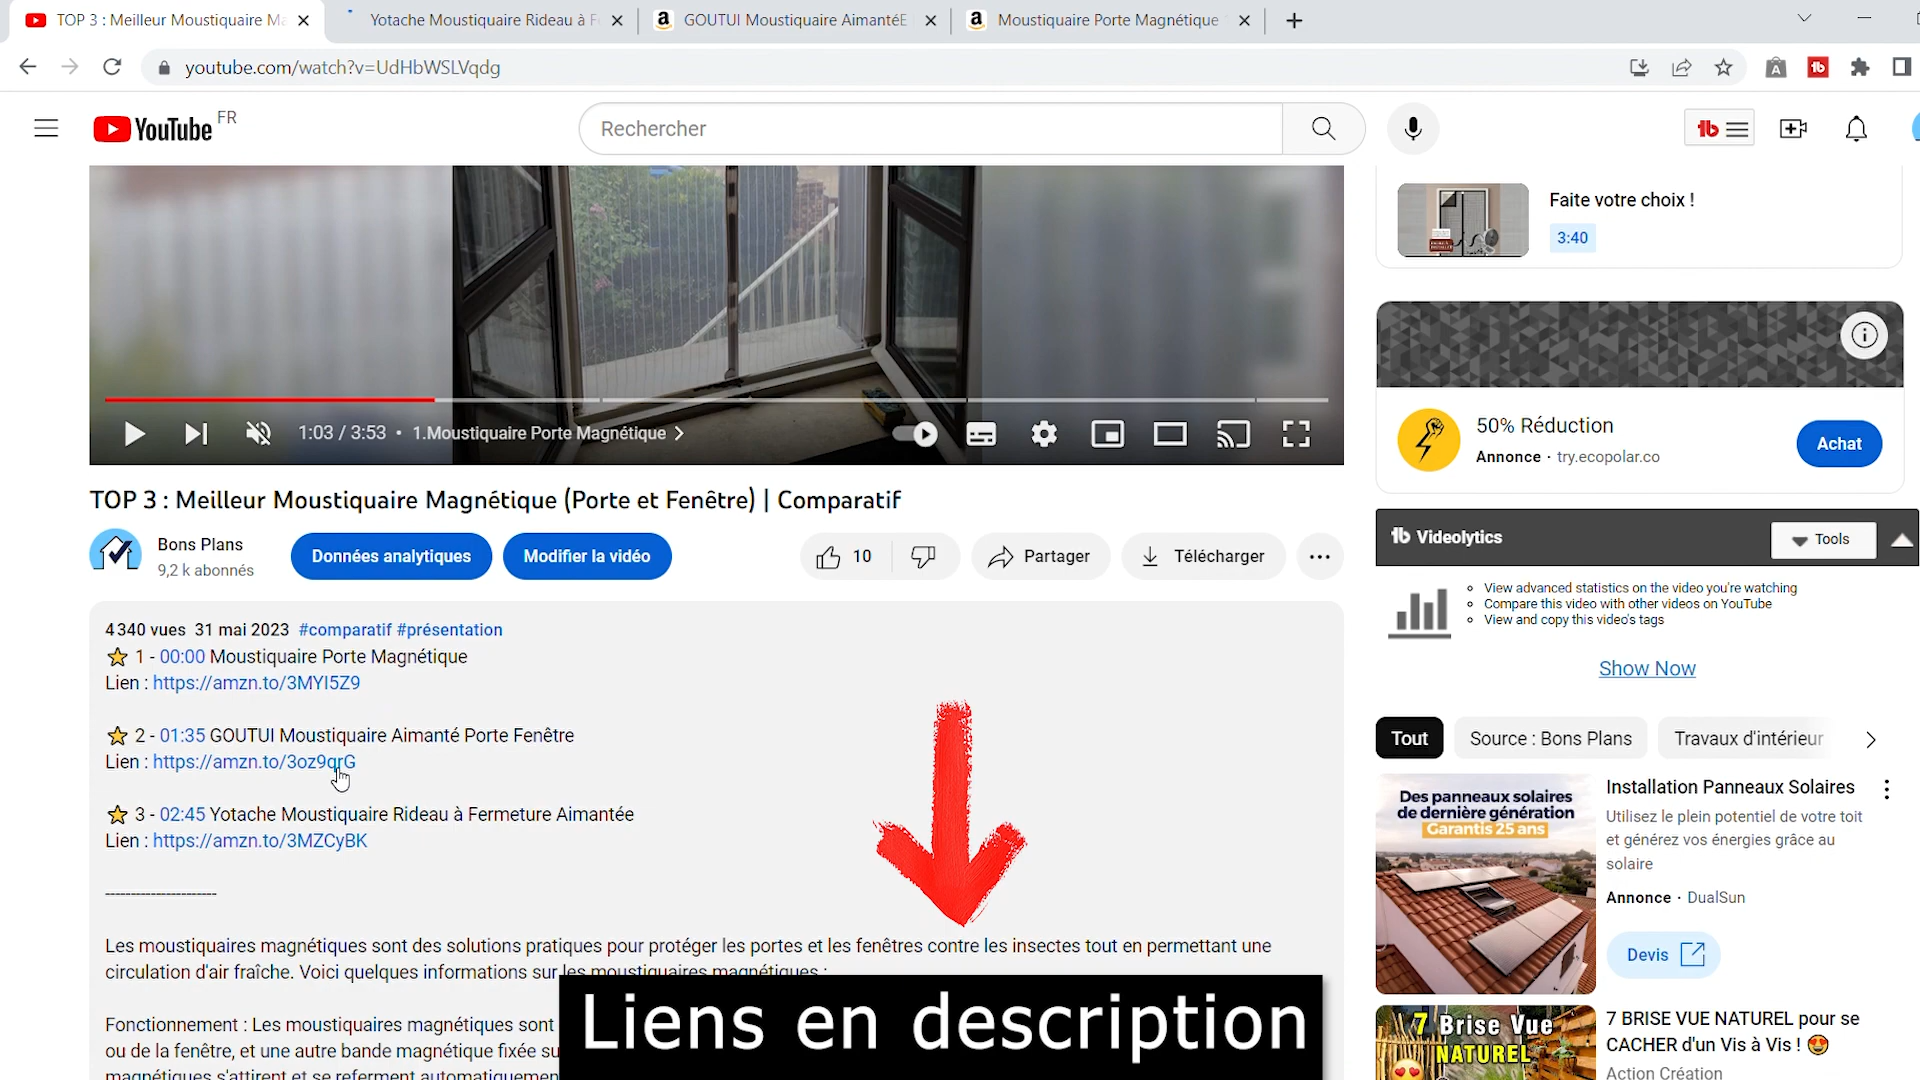 TOP 3 : Meilleur Moustiquaire Ma
Yotache Moustiquaire Rideau à F
GOUTUI Moustiquaire AimantéE
Moustiquaire Porte Magnétique
youtube.com/watch?v=UdHbWSLVqdg
YouTube FR
Rechercher
Faite votre choix !
3:40
50% Réduction
Annonce · try.ecopolar.co
Achat
1:03 / 3:53 • 1.Moustiquaire Porte Magnétique
TOP 3 : Meilleur Moustiquaire Magnétique (Porte et Fenêtre) | Comparatif
Bons Plans
9,2 k abonnés
Données analytiques
Modifier la vidéo
10
Partager
Télécharger
Videolytics
Tools
View advanced statistics on the video you're watching
Compare this video with other videos on YouTube
View and copy this video's tags
Show Now
4 340 vues 31 mai 2023 #comparatif #présentation
1 - 00:00 Moustiquaire Porte Magnétique
Lien : https://amzn.to/3MYI5Z9
2 - 01:35 GOUTUI Moustiquaire Aimanté Porte Fenêtre
Lien : https://amzn.to/3oz9qrG
3 - 02:45 Yotache Moustiquaire Rideau à Fermeture Aimantée
Lien : https://amzn.to/3MZCyBK
----------------------
Les moustiquaires magnétiques sont des solutions pratiques pour protéger les portes et les fenêtres contre les insectes tout en permettant une
circulation d'air fraîche. Voici quelques informations sur les moustiquaires magnétiques :
Fonctionnement : Les moustiquaires magnétiques sont
ou de la fenêtre, et une autre bande magnétique fixée su
magnétiques s'attirent et se referment automatiquemen
Liens en description
Tout
Source : Bons Plans
Travaux d'intérieur
Des panneaux solaires
de dernière génération
Garantis 25 ans
Installation Panneaux Solaires
Utilisez le plein potentiel de votre toit
et générez vos énergies grâce au
solaire
Annonce · DualSun
Devis
7 Brise Vue
NATUREL
7 BRISE VUE NATUREL pour se
CACHER d'un Vis à Vis !
Action Création